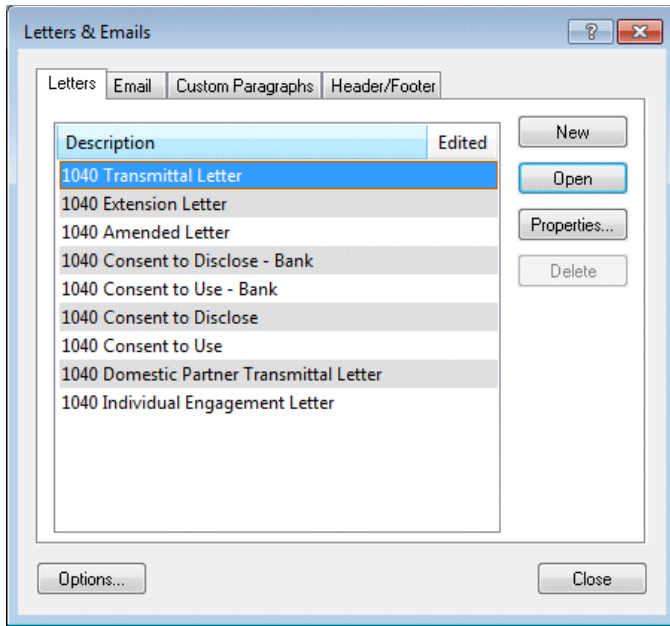 Letters & Emails
Letters Email Custom Paragraphs Header/Footer
Description Edited
1040 Transmittal Letter
1040 Extension Letter
1040 Amended Letter
1040 Consent to Disclose - Bank
1040 Consent to Use - Bank
1040 Consent to Disclose
1040 Consent to Use
1040 Domestic Partner Transmittal Letter
1040 Individual Engagement Letter
New
Open
Properties...
Delete
Options... Close